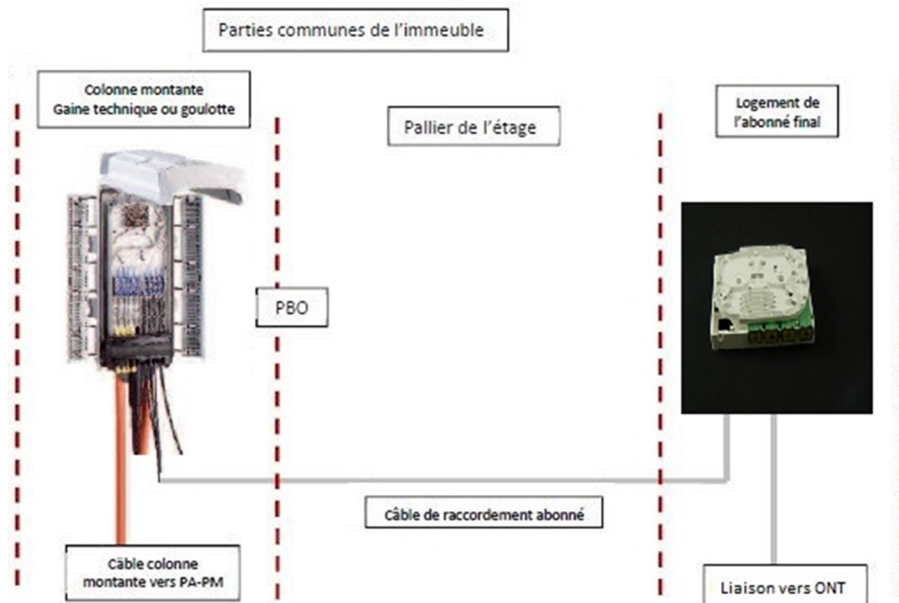 Parties communes de l'immeuble
Colonne montante
Gaine technique ou goulotte
Pallier de l'étage
Logement de
l'abonné final
PBO
Câble de raccordement abonné
Câble colonne
montante vers PA-PM
Liaison vers ONT